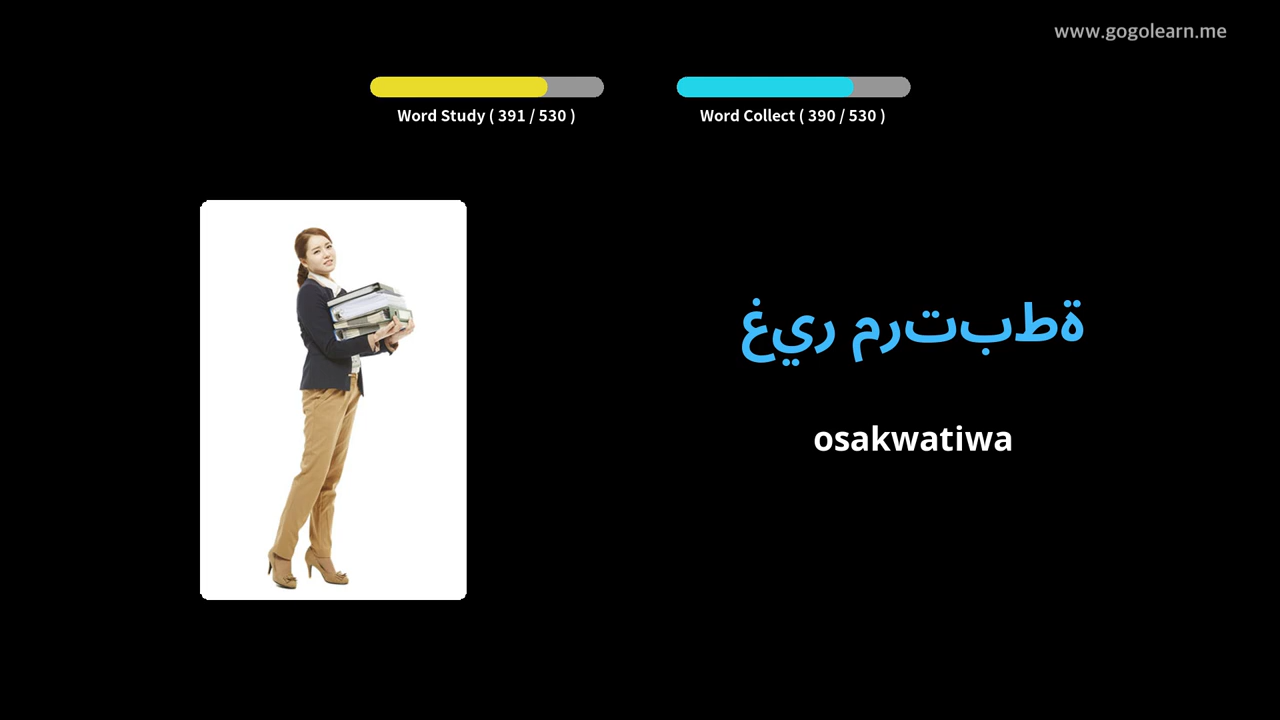 www.gogolearn.me
Word Study ( 391 / 530 )
Word Collect ( 390 / 530 )
غير مرتبطة
osakwatiwa